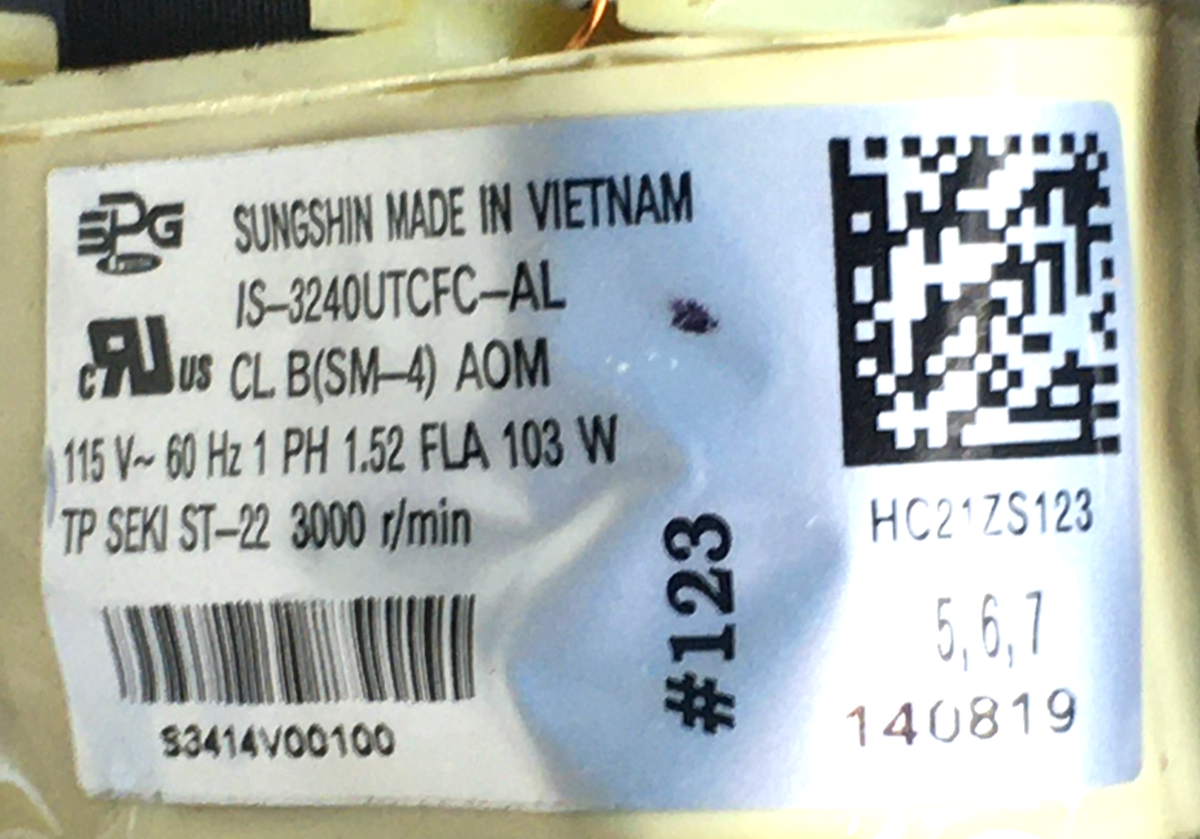 SPG
SUNGSHIN MADE IN VIETNAM
IS-3240UTCFC-AL
c RU US CL B(SM-4) AOM
115 V~ 60 Hz 1 PH 1.52 FLA 103 W
TP SEKI ST-22 3000 r/min
S3414V00100
#123
HC21ZS123
5,6,7
140819